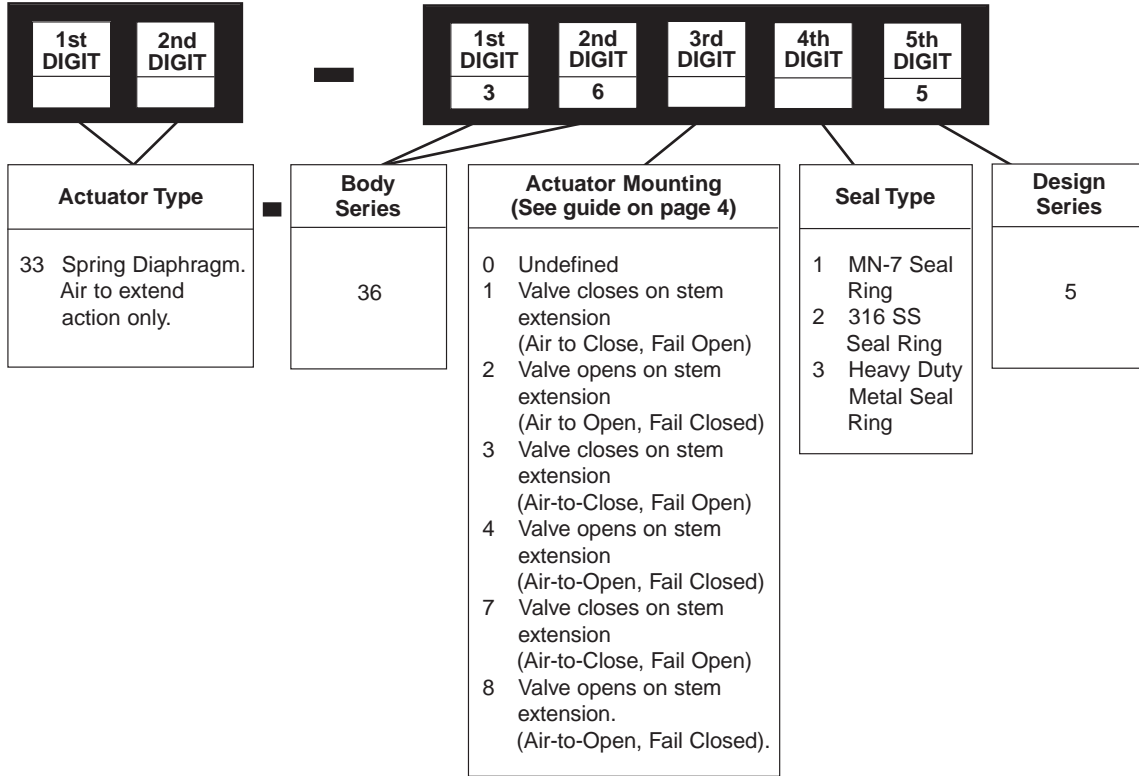 1st DIGIT
2nd DIGIT
1st DIGIT
3
2nd DIGIT
6
3rd DIGIT
4th DIGIT
5th DIGIT
5
Actuator Type
33 Spring Diaphragm.
Air to extend
action only.
Body
Series
36
Actuator Mounting
(See guide on page 4)
0 Undefined
1 Valve closes on stem
extension
(Air to Close, Fail Open)
2 Valve opens on stem
extension
(Air to Open, Fail Closed)
3 Valve closes on stem
extension
(Air-to-Close, Fail Open)
4 Valve opens on stem
extension
(Air-to-Open, Fail Closed)
7 Valve closes on stem
extension
(Air-to-Close, Fail Open)
8 Valve opens on stem
extension.
(Air-to-Open, Fail Closed).
Seal Type
1 MN-7 Seal
Ring
2 316 SS
Seal Ring
3 Heavy Duty
Metal Seal
Ring
Design
Series
5